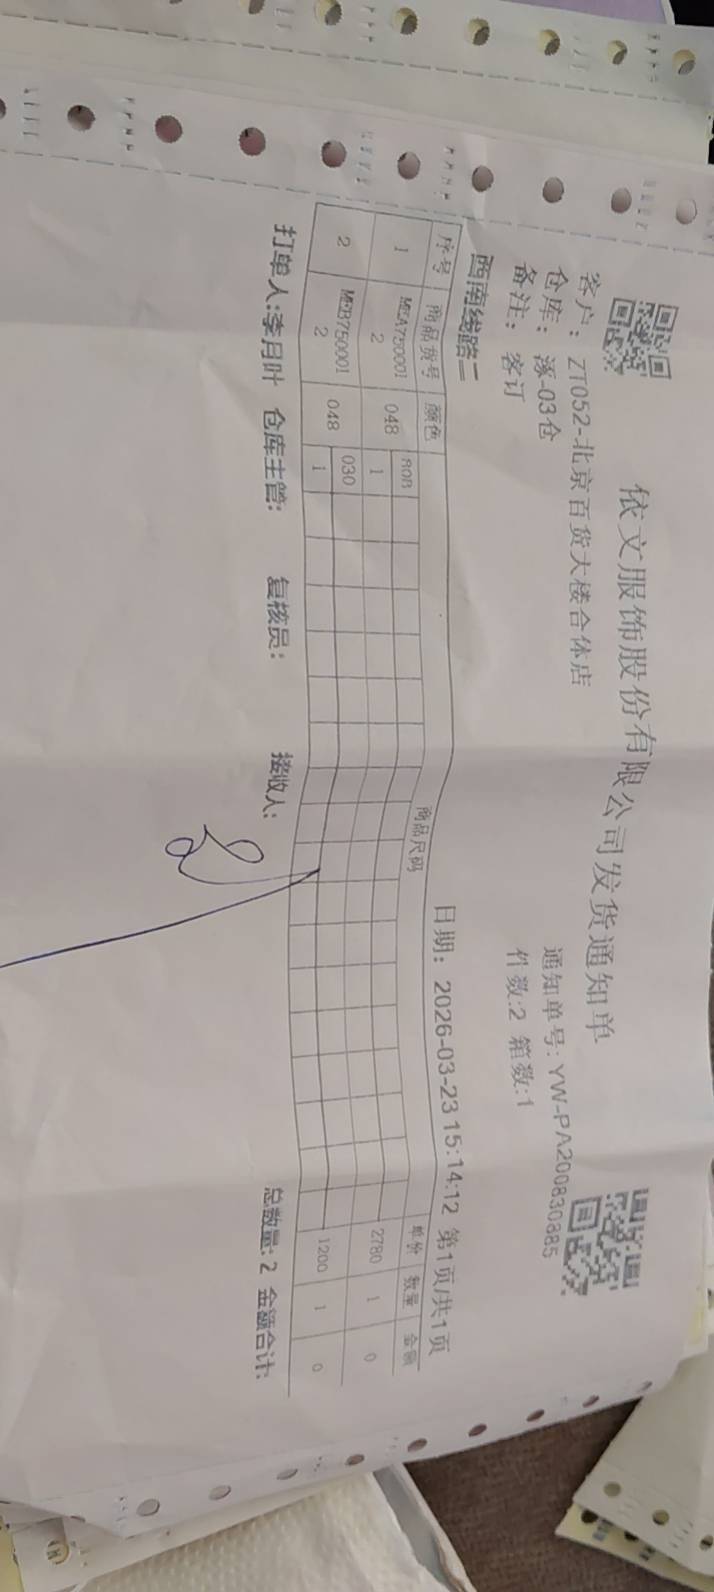 依文服饰股份有限公司发货通知单
客户：ZT052-北京百货大楼合体店
通知单号：YW-PA200830885
仓库：溪-03仓
件数:2 箱数:1
备注：客订
西南线路二
日期：2026-03-23 15:14:12 第1页/共1页
序号 商品货号 颜色 商品尺码 单价 数量 金额
80B
1 MEA750001 2 048 1 2780 1 0
030
2 MEB750001 2 048 1 1200 1 0
打单人:李月叶 仓库主管: 复核员: 接收人: 总数量: 2 金额合计: